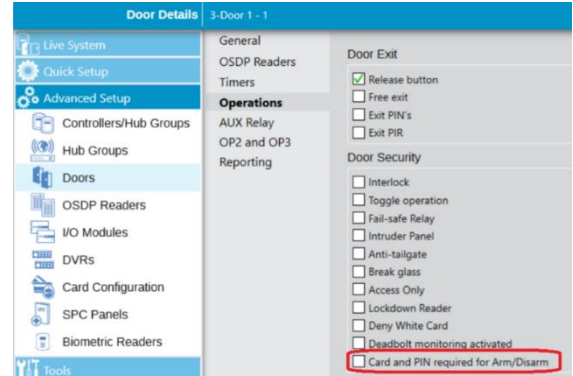 Door Details
3-Door 1 - 1
Live System
Quick Setup
Advanced Setup
Controllers/Hub Groups
Hub Groups
Doors
OSDP Readers
I/O Modules
DVRs
Card Configuration
SPC Panels
Biometric Readers
Tools
General
OSDP Readers
Timers
Operations
AUX Relay
OP2 and OP3
Reporting
Door Exit
Release button
Free exit
Exit PIN's
Exit PIR
Door Security
Interlock
Toggle operation
Fail-safe Relay
Intruder Panel
Anti-tailgate
Break glass
Access Only
Lockdown Reader
Deny White Card
Deadbolt monitoring activated
Card and PIN required for Arm/Disarm